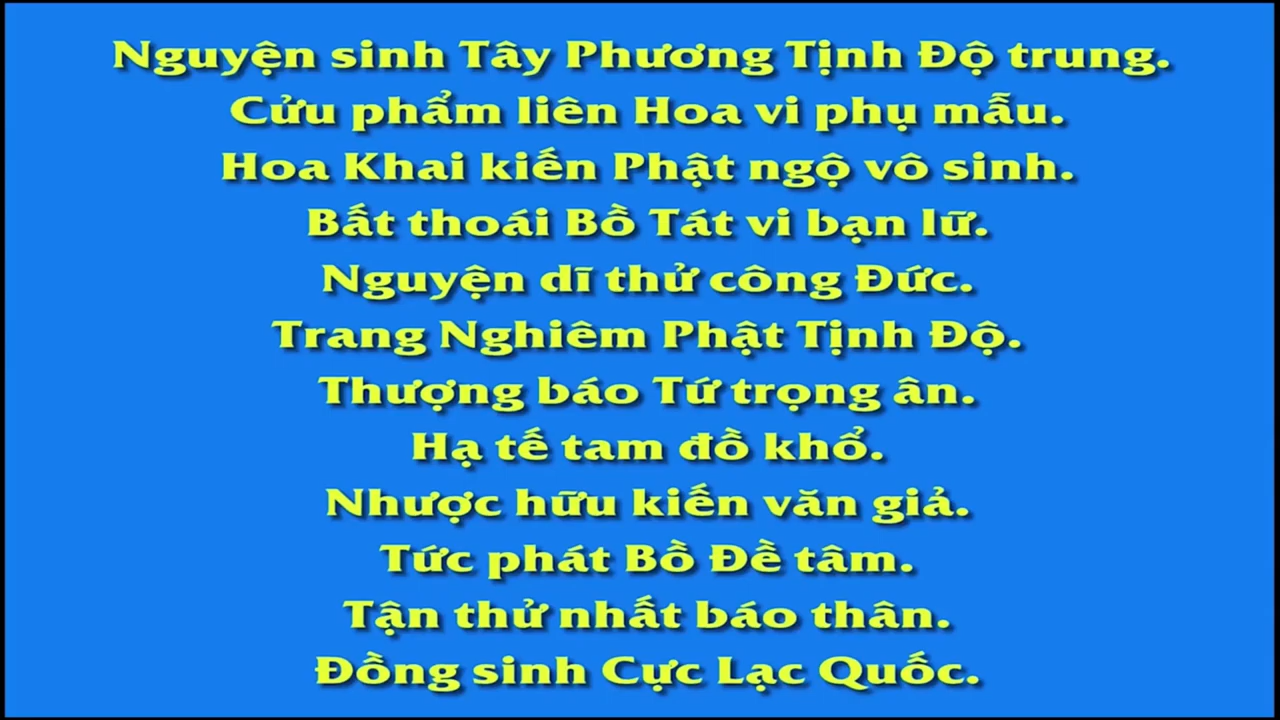 Nguyện sinh Tây Phương Tịnh Độ trung.
Cửu phẩm liên Hoa vi phụ mẫu.
Hoa Khai kiến Phật ngộ vô sinh.
Bất thoái Bồ Tát vi bạn lữ.
Nguyện dĩ thử công Đức.
Trang Nghiêm Phật Tịnh Độ.
Thượng báo Tứ trọng ân.
Hạ tế tam đồ khổ.
Nhược hữu kiến văn giả.
Tức phát Bồ Đề tâm.
Tận thử nhất báo thân.
Đồng sinh Cực Lạc Quốc.